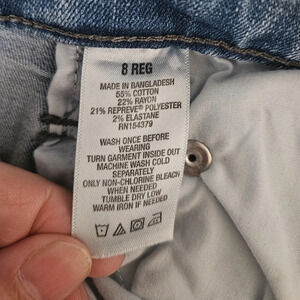 8 REG
MADE IN BANGLADESH
55% COTTON
22% RAYON
21% REPREVE® POLYESTER
2% ELASTANE
RN154379
WASH ONCE BEFORE
WEARING
TURN GARMENT INSIDE OUT
MACHINE WASH COLD
SEPARATELY
ONLY NON-CHLORINE BLEACH
WHEN NEEDED
TUMBLE DRY LOW
WARM IRON IF NEEDED